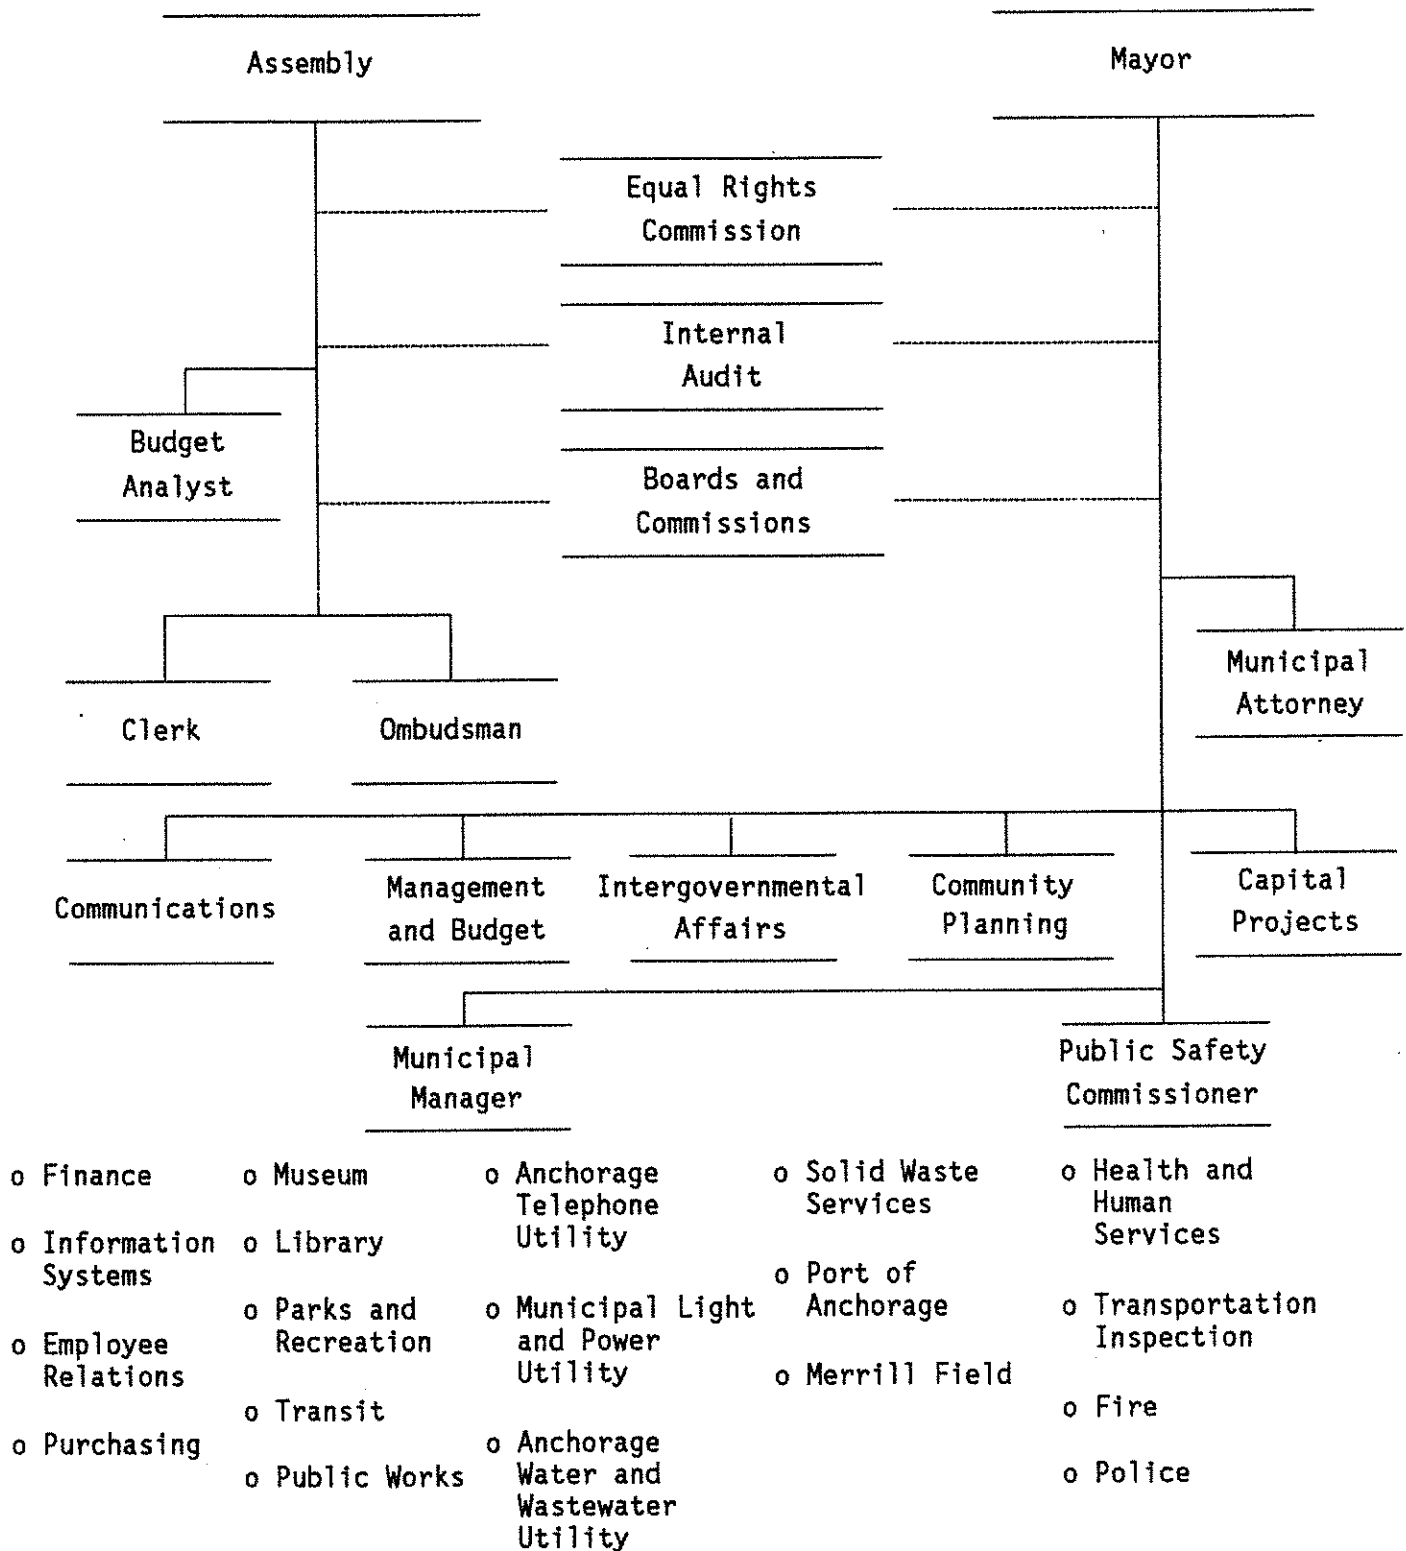 Assembly
Mayor
Equal Rights
Commission
Internal
Audit
Budget
Analyst
Boards and
Commissions
Municipal
Attorney
Clerk
Ombudsman
Communications
Management
and Budget
Intergovernmental
Affairs
Community
Planning
Capital
Projects
Municipal
Manager
Public Safety
Commissioner
o Finance
o Information
Systems
o Employee
Relations
o Purchasing
o Museum
o Library
o Parks and
Recreation
o Transit
o Public Works
o Anchorage
Telephone
Utility
o Municipal Light
and Power
Utility
o Anchorage
Water and
Wastewater
Utility
o Solid Waste
Services
o Port of
Anchorage
o Merrill Field
o Health and
Human
Services
o Transportation
Inspection
o Fire
o Police